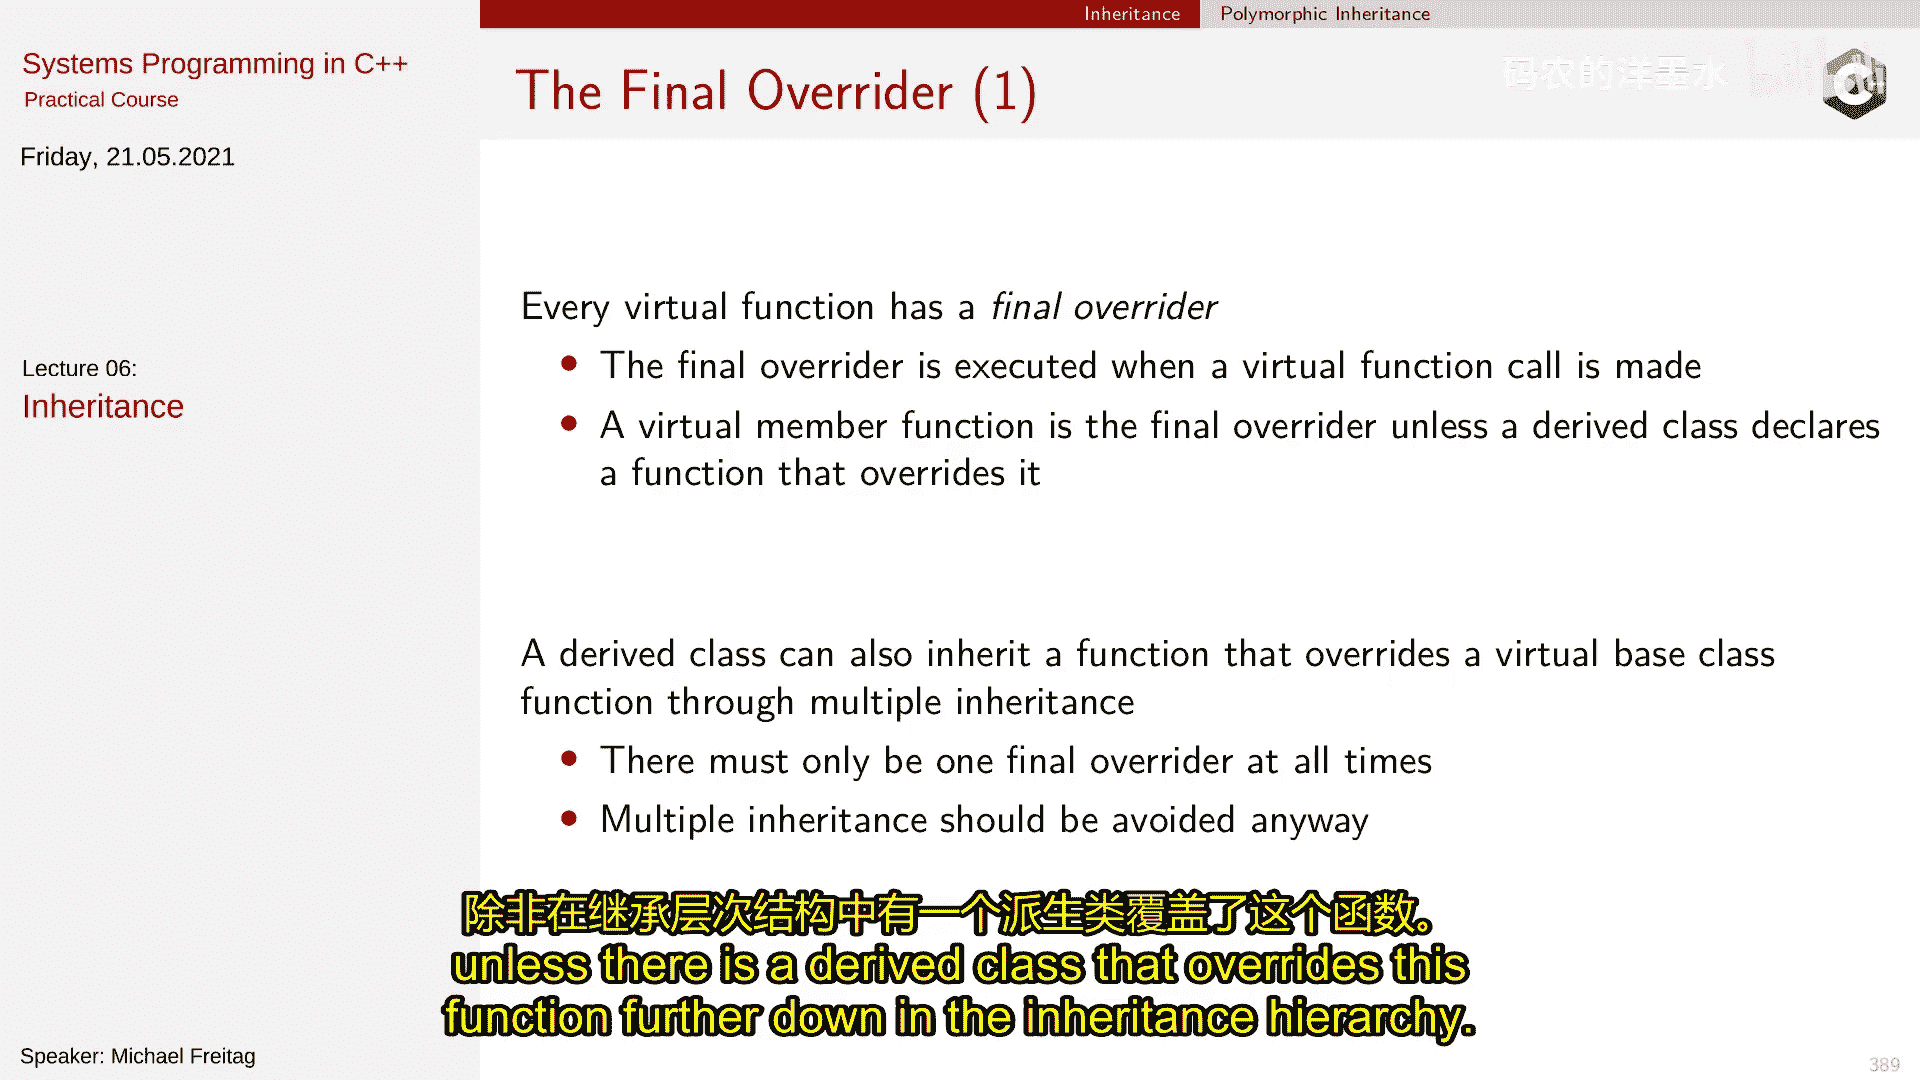 Inheritance Polymorphic Inheritance
Systems Programming in C++
Practical Course
Friday, 21.05.2021
Lecture 06:
Inheritance
The Final Overrider (1)
码农的洋墨水
Every virtual function has a final overrider
• The final overrider is executed when a virtual function call is made
• A virtual member function is the final overrider unless a derived class declares
a function that overrides it
A derived class can also inherit a function that overrides a virtual base class
function through multiple inheritance
• There must only be one final overrider at all times
• Multiple inheritance should be avoided anyway
除非在继承层次结构中有一个派生类覆盖了这个函数。
unless there is a derived class that overrides this
function further down in the inheritance hierarchy.
Speaker: Michael Freitag
389